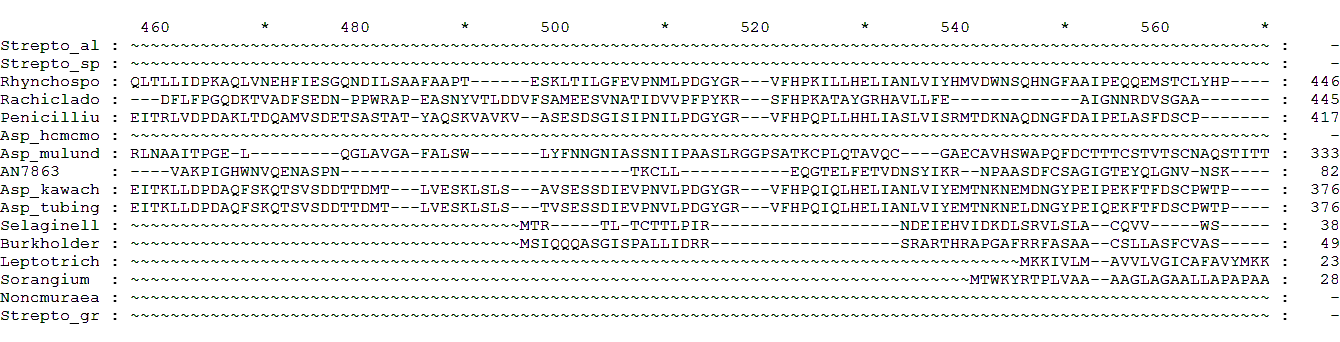 460 * 480 * 500 * 520 * 540 * 560 *
Strepto_al : ~~~~~~~~~~~~~~~~~~~~~~~~~~~~~~~~~~~~~~~~~~~~~~~~~~~~~~~~~~~~~~~~~~~~~~~~~~~~~~~~~~~~~~~~~~~~~~~~~~~~~~~~~~~~~~~~~~ : -
Strepto_sp : ~~~~~~~~~~~~~~~~~~~~~~~~~~~~~~~~~~~~~~~~~~~~~~~~~~~~~~~~~~~~~~~~~~~~~~~~~~~~~~~~~~~~~~~~~~~~~~~~~~~~~~~~~~~~~~~~~~ : -
Rhynchospo : QLTLLIDPKAQLVNEHFIESGQNDILSAAFAAPT------ESKLTILGFEVPNMLPDGYGR---VFHPKILLHELIANLVIYHMVDWNSQHNGFAAIPEQQEMSTCLYHP---- : 446
Rachiclado : ---DFLFPGQDKTVADFSEDN-PPWRAP-EASNYVTLDDVFSAMEESVNATIDVVPFPYKR---SFHPKATAYGRHAVLLFE-------------AIGNNRDVSGAA------- : 445
Penicilliu : EITRLVDPDAKLTDQAMVSDETSASTAT-YAQSKVAVKV--ASESDSGISIPNILPDGYGR---VFHPQPLLHHLIASLVISRMTDKNAQDNGFDAIPELASFDSCP------- : 417
Asp_hcmcmo : ~~~~~~~~~~~~~~~~~~~~~~~~~~~~~~~~~~~~~~~~~~~~~~~~~~~~~~~~~~~~~~~~~~~~~~~~~~~~~~~~~~~~~~~~~~~~~~~~~~~~~~~~~~~~~~~~~~ : -
Asp_mulund : RLNAAITPGE-L---------QGLAVGA-FALSW-------LYFNNGNIASSNIIPAASLRGGPSATKCPLQTAVQC----GAECAVHSWAPQFDCTTTCSTVTSCNAQSTITT : 333
AN7863 : ----VAKPIGHWNVQENASPN-----------------------------TKCLL-----------EQGTELFETVDNSYIKR--NPAASDFCSAGIGTEYQLGNV-NSK---- : 82
Asp_kawach : EITKLLDPDAQFSKQTSVSDDTTDMT---LVESKLSLS---AVSESSDIEVPNVLPDGYGR---VFHPQIQLHELIANLVIYEMTNKNEMDNGYPEIPEKFTFDSCPWTP---- : 376
Asp_tubing : EITKLLDPDAQFSKQTSVSDDTTDMT---LVESKLSLS---TVSESSDIEVPNVLPDGYGR---VFHPQIQLHELIANLVIYEMTNKNELDNGYPEIQEKFTFDSCPWTP---- : 376
Selaginell : ~~~~~~~~~~~~~~~~~~~~~~~~~~~~~~~~~~~~~~~MTR-----TL-TCTTLPIR-------------------NDEIEHVIDKDLSRVLSLA--CQVV-----WS----- : 38
Burkholder : ~~~~~~~~~~~~~~~~~~~~~~~~~~~~~~~~~~~~~~~MSIQQQASGISPALLIDRR-------------------SRARTHRAPGAFRRFASAA--CSLLASFCVAS----- : 49
Leptotrich : ~~~~~~~~~~~~~~~~~~~~~~~~~~~~~~~~~~~~~~~~~~~~~~~~~~~~~~~~~~~~~~~~~~~~~~~~~~~~~~~~~~~~~~~~~MKKIVLM--AVVLVGICAFAVYMKK : 23
Sorangium : ~~~~~~~~~~~~~~~~~~~~~~~~~~~~~~~~~~~~~~~~~~~~~~~~~~~~~~~~~~~~~~~~~~~~~~~~~~~~~~~~~~~~MTWKYRTPLVAA--AAGLAGAALLAPAPAA : 28
Noncmuraea : ~~~~~~~~~~~~~~~~~~~~~~~~~~~~~~~~~~~~~~~~~~~~~~~~~~~~~~~~~~~~~~~~~~~~~~~~~~~~~~~~~~~~~~~~~~~~~~~~~~~~~~~~~~~~~~~~~~ : -
Strepto_gr : ~~~~~~~~~~~~~~~~~~~~~~~~~~~~~~~~~~~~~~~~~~~~~~~~~~~~~~~~~~~~~~~~~~~~~~~~~~~~~~~~~~~~~~~~~~~~~~~~~~~~~~~~~~~~~~~~~~ : -